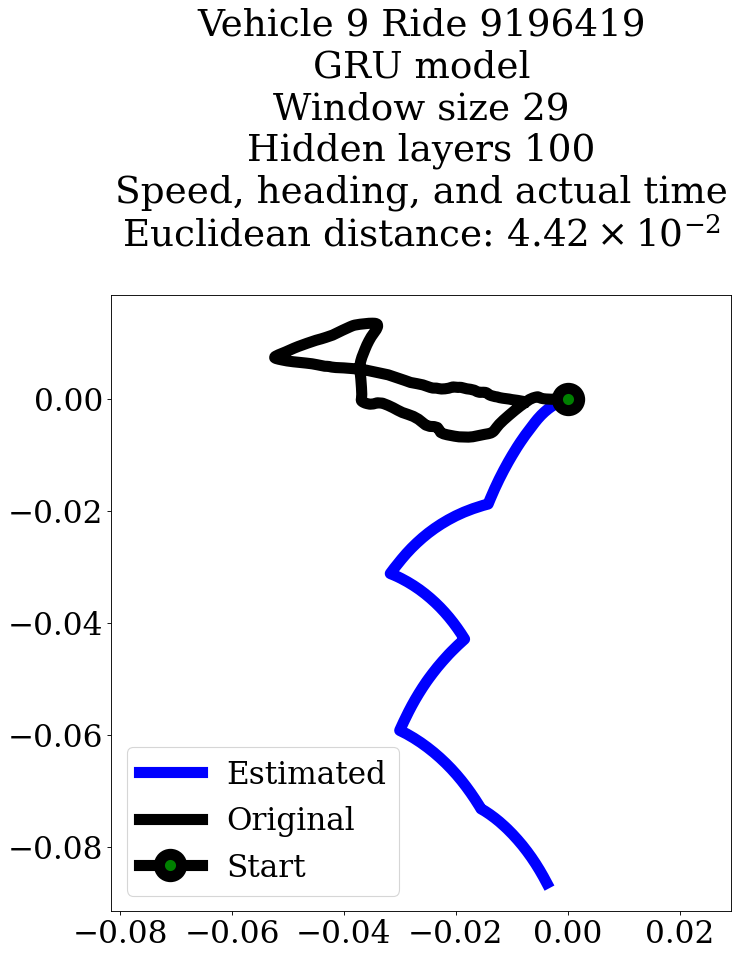 Vehicle 9 Ride 9196419
GRU model
Window size 29
Hidden layers 100
Speed, heading, and actual time
Euclidean distance: 4.42 × 10⁻²
0.00
−0.02
−0.04
−0.06
−0.08
Estimated
Original
Start
−0.08 −0.06 −0.04 −0.02 0.00 0.02